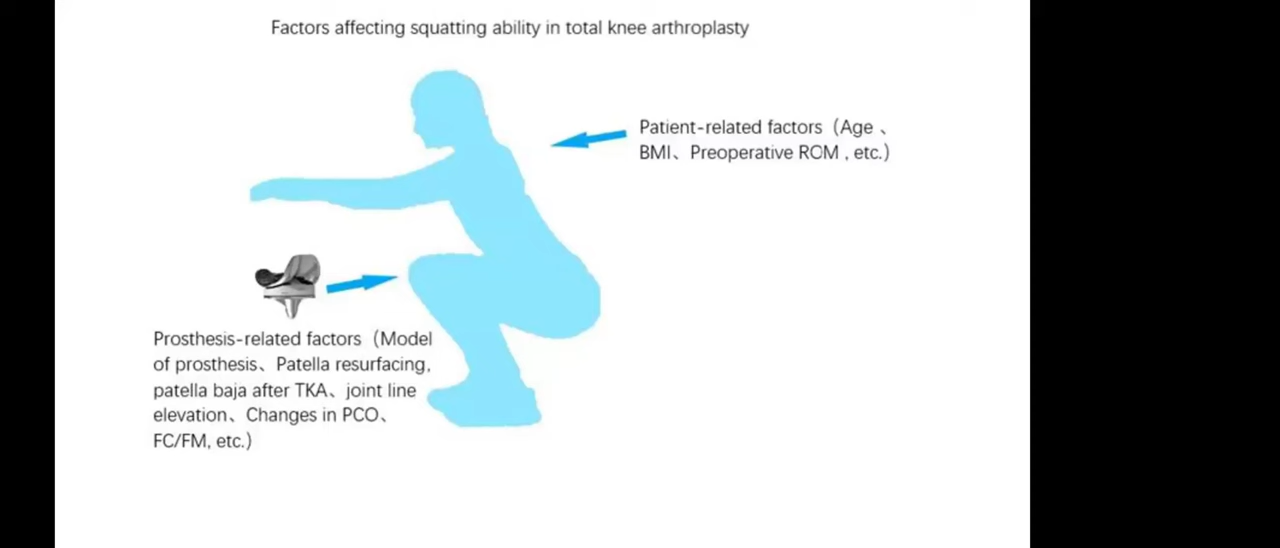 Factors affecting squatting ability in total knee arthroplasty
Patient-related factors（Age 、
BMI、Preoperative ROM , etc.）
Prosthesis-related factors（Model
of prosthesis、Patella resurfacing,
patella baja after TKA、joint line
elevation、Changes in PCO、
FC/FM, etc.）